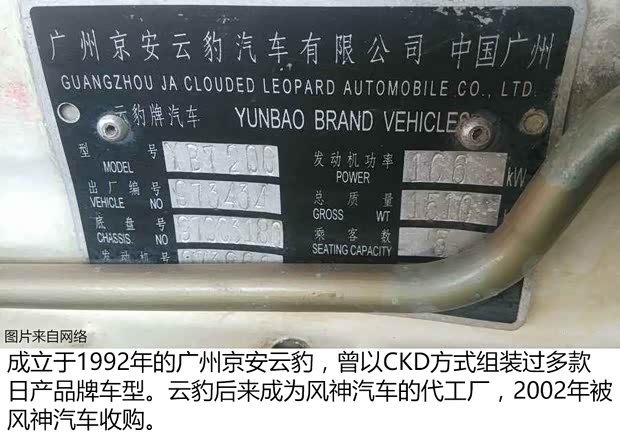 广州京安云豹汽车有限公司 中国广州
GUANGZHOU JA CLOUDED LEOPARD AUTOMOBILE CO., LTD.
云豹牌汽车 YUNBAO BRAND VEHICLES
型 号 发动机功率
MODEL POWER kW
出厂编号 总质量
VEHICLE NO GROSS WT
底盘号 乘客数
CHASSIS NO SEATING CAPACITY
发动机号
图片来自网络
成立于1992年的广州京安云豹，曾以CKD方式组装过多款
日产品牌车型。云豹后来成为风神汽车的代工厂，2002年被
风神汽车收购。